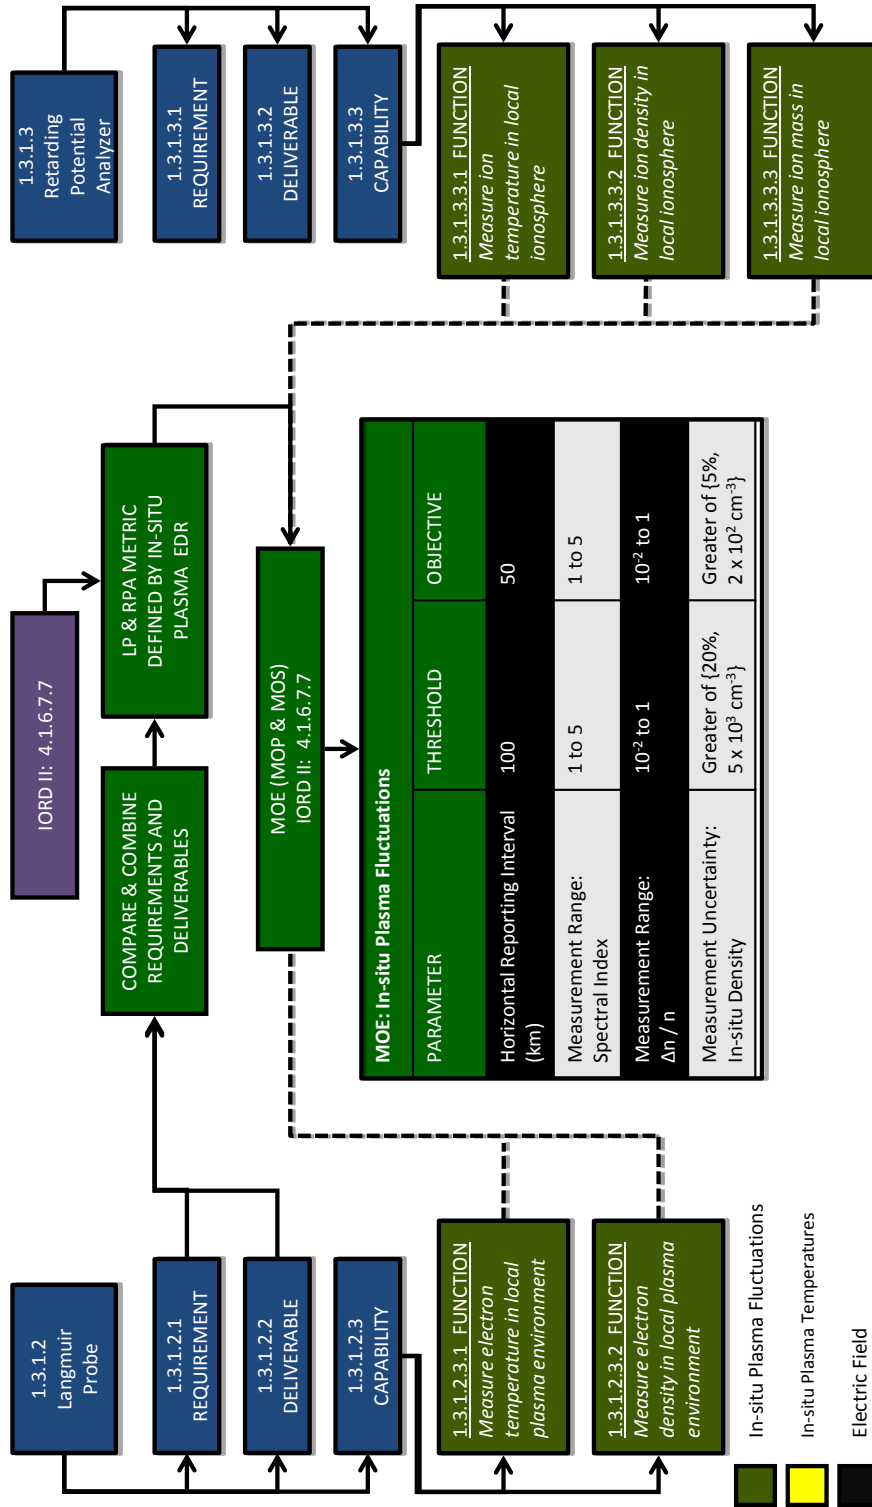 1.3.1.2
Langmuir
Probe
1.3.1.2.1
REQUIREMENT
1.3.1.2.2
DELIVERABLE
1.3.1.2.3
CAPABILITY
1.3.1.2.3.1 FUNCTION
Measure electron
temperature in local
plasma environment
1.3.1.2.3.2 FUNCTION
Measure electron
density in local plasma
environment
IORD II: 4.1.6.7.7
COMPARE & COMBINE
REQUIREMENTS AND
DELIVERABLES
LP & RPA METRIC
DEFINED BY IN-SITU
PLASMA EDR
MOE (MOP & MOS)
IORD II: 4.1.6.7.7
MOE: In-situ Plasma Fluctuations
PARAMETER THRESHOLD OBJECTIVE
Horizontal Reporting Interval 100 50
(km)
Measurement Range: 1 to 5 1 to 5
Spectral Index
Measurement Range: 10⁻² to 1 10⁻² to 1
Δn / n
Measurement Uncertainty: Greater of {20%, Greater of {5%,
In-situ Density 5 x 10³ cm⁻³} 2 x 10² cm⁻³}
1.3.1.3
Retarding
Potential
Analyzer
1.3.1.3.1
REQUIREMENT
1.3.1.3.2
DELIVERABLE
1.3.1.3.3
CAPABILITY
1.3.1.3.3.1 FUNCTION
Measure ion
temperature in local
ionosphere
1.3.1.3.3.2 FUNCTION
Measure ion density in
local ionosphere
1.3.1.3.3.3 FUNCTION
Measure ion mass in
local ionosphere
In-situ Plasma Fluctuations
In-situ Plasma Temperatures
Electric Field